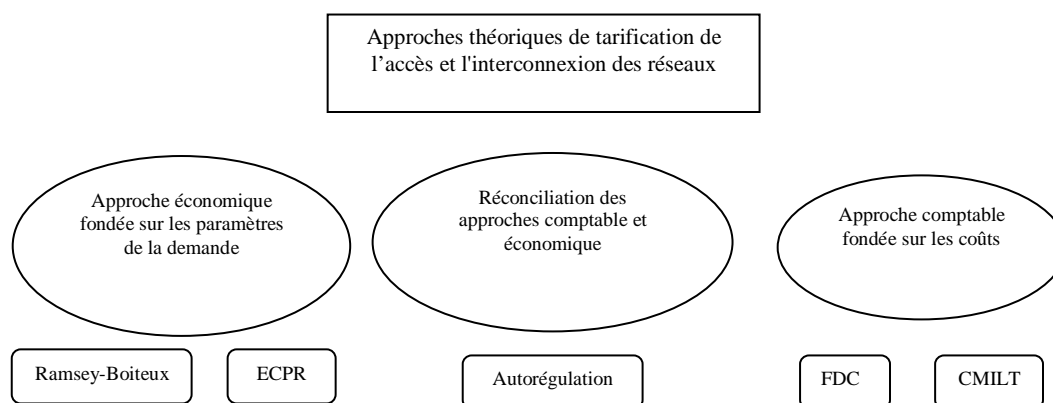 Approches théoriques de tarification de
l’accès et l'interconnexion des réseaux
Approche économique
fondée sur les paramètres
de la demande
Réconciliation des
approches comptable et
économique
Approche comptable
fondée sur les coûts
Ramsey-Boiteux
ECPR
Autorégulation
FDC
CMILT